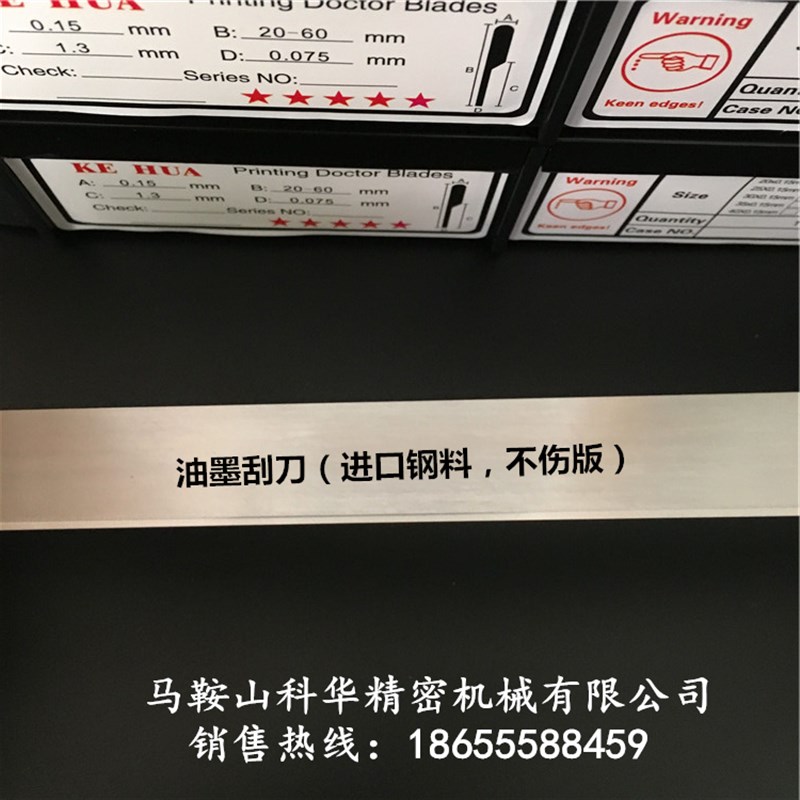 Printing Doctor Blades
0.15 mm B: 20-60 mm
C: 1.3 mm D: 0.075 mm
Check: Series NO:
A
B
C
D
Warning
Keen edges!
Quan
Case N
KE HUA Printing Doctor Blades
A: 0.15 mm B: 20-60 mm
C: 1.3 mm D: 0.075 mm
Check: Series NO:
Warning
Keen edges!
Size
Quantity
Case NO.
油墨刮刀（进口钢料，不伤版）
马鞍山科华精密机械有限公司
销售热线：18655588459